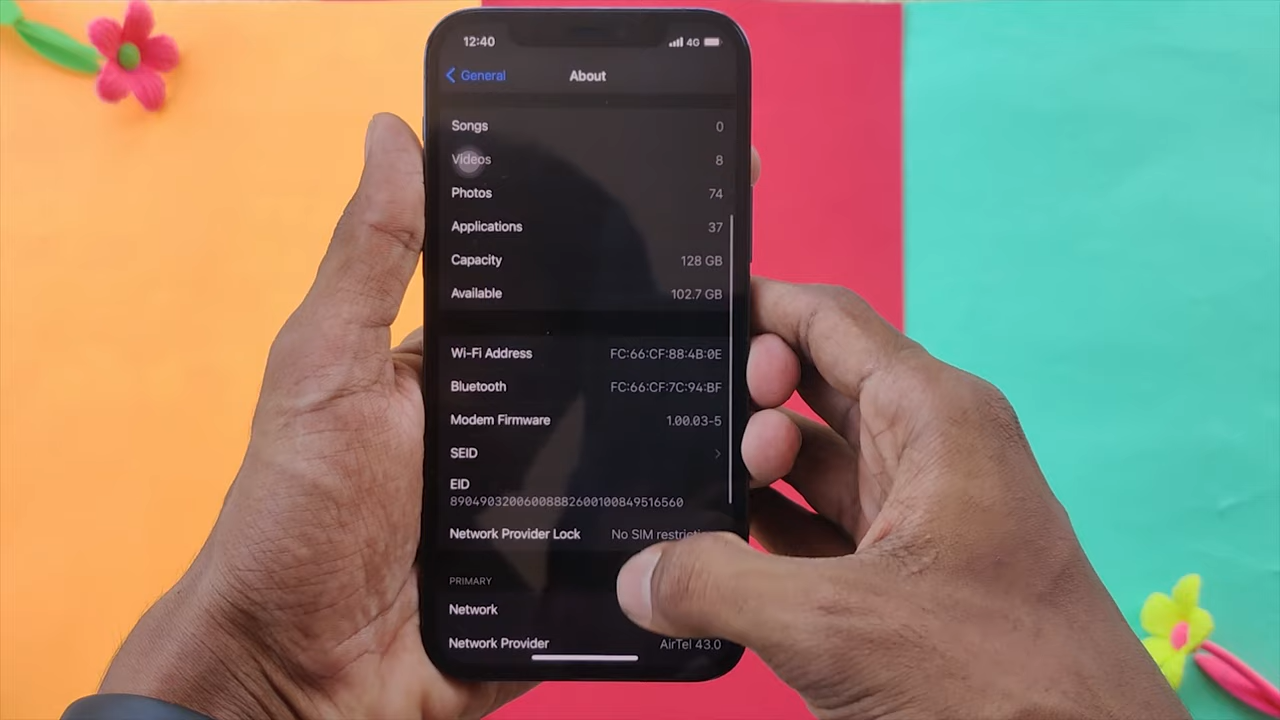 12:40 4G
General About
Songs 0
Videos 8
Photos 74
Applications 37
Capacity 128 GB
Available 102.7 GB
Wi-Fi Address FC:66:CF:88:4B:0E
Bluetooth FC:66:CF:7C:94:BF
Modem Firmware 1.00.03-5
SEID
EID
89049032006008882600100849516560
Network Provider Lock No SIM
PRIMARY
Network
Network Provider AirTel 43.0